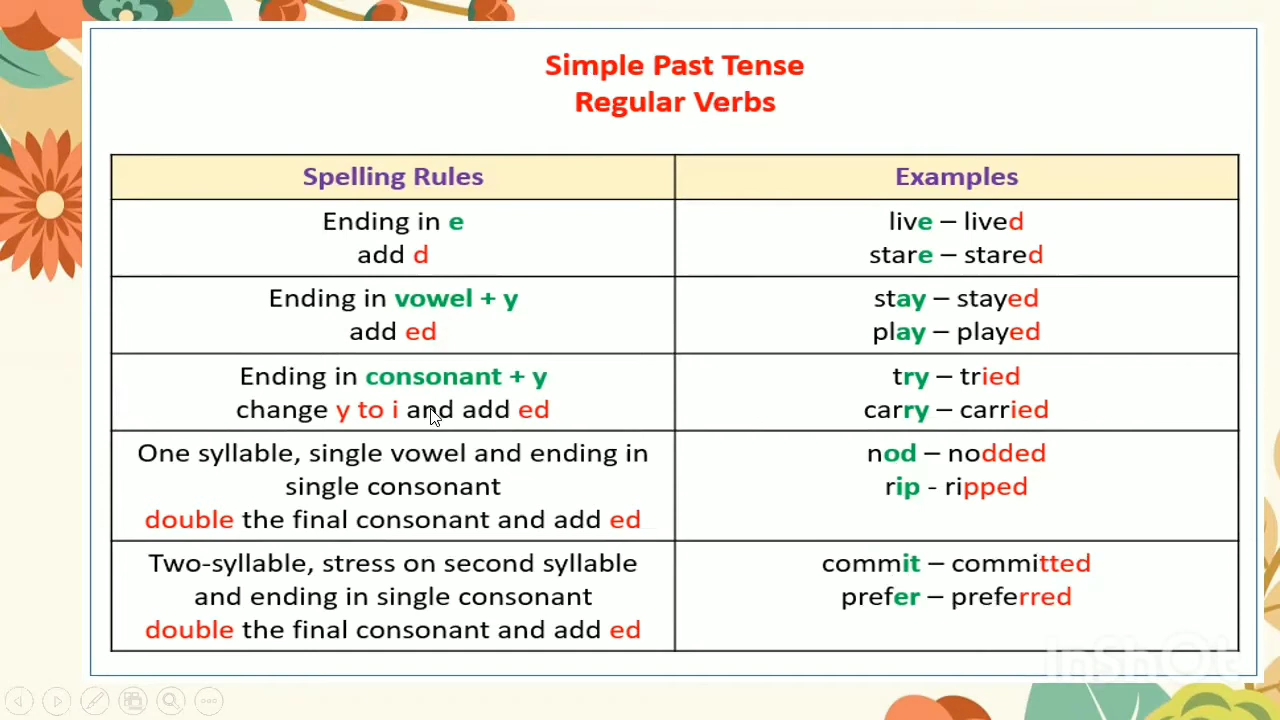 Simple Past Tense
Regular Verbs
Spelling Rules
Examples
Ending in e
add d
live – lived
stare – stared
Ending in vowel + y
add ed
stay – stayed
play – played
Ending in consonant + y
change y to i and add ed
try – tried
carry – carried
One syllable, single vowel and ending in
single consonant
double the final consonant and add ed
nod – nodded
rip - ripped
Two-syllable, stress on second syllable
and ending in single consonant
double the final consonant and add ed
commit – committed
prefer – preferred
InShOt